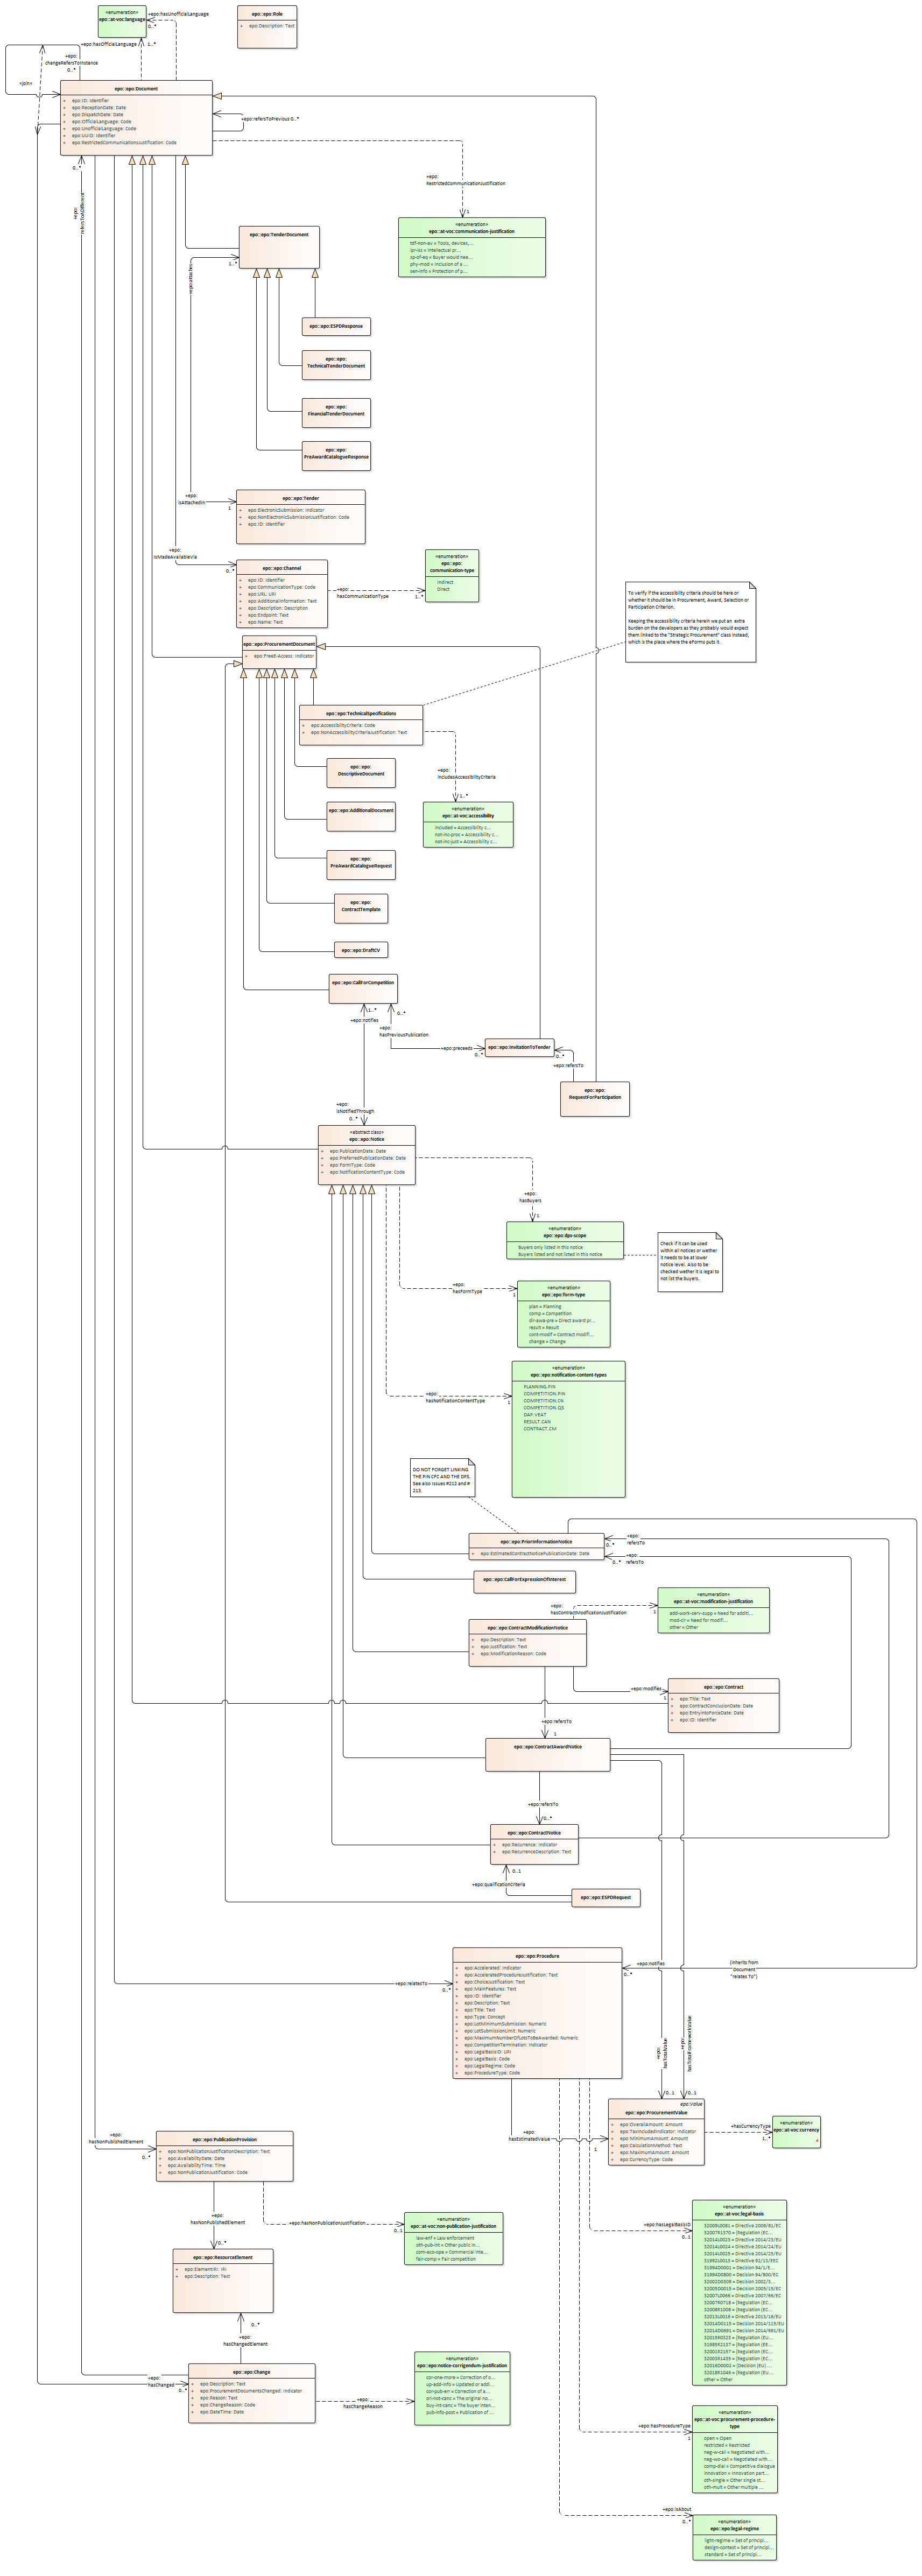 «enumeration»
epo::at-voc:language
+epo:hasUnofficialLanguage
0..*
epo::epo:Role
+ epo:Description: Text
+epo:hasOfficialLanguage
1..*
+epo:
changeRefersToInstance
0..*
«join»
epo::epo:Document
+ epo:ID: Identifier
+ epo:ReceptionDate: Date
+ epo:DispatchDate: Date
+ epo:OfficialLanguage: Code
+ epo:UnofficialLanguage: Code
+ epo:UUID: Identifier
+ epo:RestrictedCommunicationsJustification: Code
+epo:refersToPrevious 0..*
0..*
+epo:
RestrictedCommunicationJustification
1
+epo:
refersToADifferent
«enumeration»
epo::at-voc:communication-justification
tdf-non-av = Tools, devices,...
ipr-iss = Intellectual pr...
sp-of-eq = Buyer would nee...
phy-mod = Inclusion of a ...
sen-info = Protection of p...
epo::epo:TenderDocument
1..*
+epo:attaches
epo::epo:ESPDResponse
epo::epo:
TechnicalTenderDocument
epo::epo:
FinancialTenderDocument
epo::epo:
PreAwardCatalogueResponse
+epo:
isAttachedIn
1
epo::epo:Tender
+ epo:ElectronicSubmission: Indicator
+ epo:NonElectronicSubmissionJustification: Code
+ epo:ID: Identifier
+epo:
isMadeAvailableVia
0..*
epo::epo:Channel
+ epo:ID: Identifier
+ epo:CommunicationType: Code
+ epo:URL: URI
+ epo:AdditionalInformation: Text
+ epo:Description: Description
+ epo:Endpoint: Text
+ epo:Name: Text
+epo:
hasCommunicationType
1..*
«enumeration»
epo::epo:
communication-type
Indirect
Direct
To verify if the accessibility criteria should be here or
whether it should be in Procurement, Award, Selection or
Participation Criterion.
Keeping the accessibility criteria herein we put an extra
burden on the developers as they probably would expect
them linked to the "Strategic Procurement" class instead,
which is the place where the eForms puts it.
epo::epo:ProcurementDocument
+ epo:FreeE-Access: Indicator
epo::epo:TechnicalSpecifications
+ epo:AccessibilityCriteria: Code
+ epo:NonAccessibilityCriteriaJustification: Text
+epo:
includesAccessibilityCriteria
1..*
epo::epo:
DescriptiveDocument
«enumeration»
epo::at-voc:accessibility
included = Accessibility c...
not-inc-proc = Accessibility c...
not-inc-just = Accessibility c...
epo::epo:AdditionalDocument
epo::epo:
PreAwardCatalogueRequest
epo::epo:
ContractTemplate
epo::epo:DraftCV
epo::epo:CallForCompetition
1..*
+epo:notifies
0..*
+epo:
hasPreviousPublication
+epo:preceeds
0..*
epo::epo:InvitationToTender
0..*
+epo:refersTo
epo::epo:
RequestForParticipation
+epo:
isNotifiedThrough
0..*
«abstract class»
epo::epo:Notice
+ epo:PublicationDate: Date
+ epo:PreferredPublicationDate: Date
+ epo:FormType: Code
+ epo:NotificationContentType: Code
+epo:
hasBuyers
1
«enumeration»
epo::epo:dps-scope
Buyers only listed in this notice
Buyers listed and not listed in this notice
Check if it can be used
within all notices or wether
it needs to be at lower
notice level. Also to be
checked wether it is legal to
not list the buyers.
+epo:
hasFormType
1
«enumeration»
epo::epo:form-type
plan = Planning
comp = Competition
dir-awa-pre = Direct award pr...
result = Result
cont-modif = Contract modifi...
change = Change
+epo:
hasNotificationContentType
1
«enumeration»
epo::epo:notification-content-types
PLANNING.PIN
COMPETITION.PIN
COMPETITION.CN
COMPETITION.QS
DAP.VEAT
RESULT.CAN
CONTRACT.CM
DO NOT FORGET LINKING
THE PIN CFC AND THE DPS.
See also issues #212 and #
213.
epo::epo:PriorInformationNotice
+ epo:EstimatedContractNoticePublicationDate: Date
0..*
+epo:
refersTo
0..*
+epo:
refersTo
epo::epo:CallForExpressionOfInterest
+epo:
hasContractModificationJustification
1
«enumeration»
epo::at-voc:modification-justification
add-work-serv-supp = Need for additi...
mod-cir = Need for modifi...
other = Other
epo::epo:ContractModificationNotice
+ epo:Description: Text
+ epo:Justification: Text
+ epo:ModificationReason: Code
+epo:modifies
1
epo::epo:Contract
+ epo:Title: Text
+ epo:ContractConclusionDate: Date
+ epo:EntryIntoForceDate: Date
+ epo:ID: Identifier
+epo:refersTo
1
epo::epo:ContractAwardNotice
+epo:refersTo
0..*
epo::epo:ContractNotice
+ epo:Recurrence: Indicator
+ epo:RecurrenceDescription: Text
0..1
+epo:qualificationCriteria
epo::epo:ESPDRequest
epo::epo:Procedure
+ epo:Accelerated: Indicator
+ epo:AcceleratedProcedureJustification: Text
+ epo:ChoiceJustification: Text
+ epo:MainFeatures: Text
+ epo:ID: Identifier
+ epo:Description: Text
+ epo:Title: Text
+ epo:Type: Concept
+ epo:LotMinimumSubmission: Numeric
+ epo:LotSubmissionLimit: Numeric
+ epo:MaximumNumberOfLotsToBeAwarded: Numeric
+ epo:CompetitionTermination: Indicator
+ epo:LegalBasisID: URI
+ epo:LegalBasis: Code
+ epo:LegalRegime: Code
+ epo:ProcedureType: Code
+epo:relatesTo
0..*
+epo:notifies
0..*
(Inherits from
Document
"relates To")
+epo:
hasTotalValue
0..1
+epo:
hasTotalFrameworkValue
0..1
epo:Value
epo::epo:ProcurementValue
+ epo:OverallAmount: Amount
+ epo:TaxIncludedIndicator: Indicator
+ epo:MinimumAmount: Amount
+ epo:CalculationMethod: Text
+ epo:MaximumAmount: Amount
+ epo:CurrencyType: Code
+hasCurrencyType
1..*
«enumeration»
epo::at-voc:currency
+epo:
hasEstimatedValue
1
+epo:
hasNonPublishedElement
0..*
epo::epo:PublicationProvision
+ epo:NonPublicationJustificationDescription: Text
+ epo:AvailabilityDate: Date
+ epo:AvailabilityTime: Time
+ epo:NonPublicationJustification: Code
+epo:
hasNonPublishedElement
0..*
+epo:hasNonPublicationJustification
0..1
«enumeration»
epo::at-voc:non-publication-justification
law-enf = Law enforcement
oth-pub-int = Other public in...
com-eco-ope = Commercial inte...
fair-comp = Fair competition
epo::epo:ResourceElement
+ epo:ElementIRI: IRI
+ epo:Description: Text
0..*
+epo:
hasChangedElement
+epo:
hasChanged
0..*
epo::epo:Change
+ epo:Description: Text
+ epo:ProcurementDocumentsChanged: Indicator
+ epo:Reason: Text
+ epo:ChangeReason: Code
+ epo:DateTime: Date
+epo:
hasChangeReason
«enumeration»
epo::epo:notice-corrigendum-justification
cor-one-more = Correction of o...
up-add-info = Updated or addi...
cor-pub-err = Correction of a...
ori-not-canc = The original no...
buy-int-canc = The buyer inten...
pub-info-post = Publication of ...
+epo:hasLegalBasisID
0..1
«enumeration»
epo::at-voc:legal-basis
32009L0081 = Directive 2009/81/EC
32007R1370 = (Regulation (EC...
32014L0023 = Directive 2014/23/EU
32014L0024 = Directive 2014/24/EU
32014L0025 = Directive 2014/25/EU
31992L0013 = Directive 92/13/EEC
31994D0001 = Decision 94/1/E...
31994D0800 = Decision 94/800/EC
32002D0309 = Decision 2002/3...
32005D0015 = Decision 2005/15/EC
32007L0066 = Directive 2007/66/EC
32007R0718 = (Regulation (EC...
32008R1008 = (Regulation (EC...
32013L0016 = Directive 2013/16/EU
32014D0115 = Decision 2014/115/EU
32014D0691 = Decision 2014/691/EU
32015R0323 = (Regulation (EU...
31985R2137 = (Regulation (EE...
32001R2157 = (Regulation (EC...
32003R1435 = (Regulation (EC...
32016D0002 = (Decision (EU)...
32018R1046 = (Regulation (EU...
other = Other
+epo:hasProcedureType
1
«enumeration»
epo::at-voc:procurement-procedure-
type
open = Open
restricted = Restricted
neg-w-call = Negotiated with...
neg-wo-call = Negotiated with...
comp-dial = Competitive dialogue
innovation = Innovation part...
oth-single = Other single st...
oth-mult = Other multiple ...
+epo:isAbout
0..*
«enumeration»
epo::epo:legal-regime
light-regime = Set of principl...
design-contest = Set of principl...
standard = Set of principl...